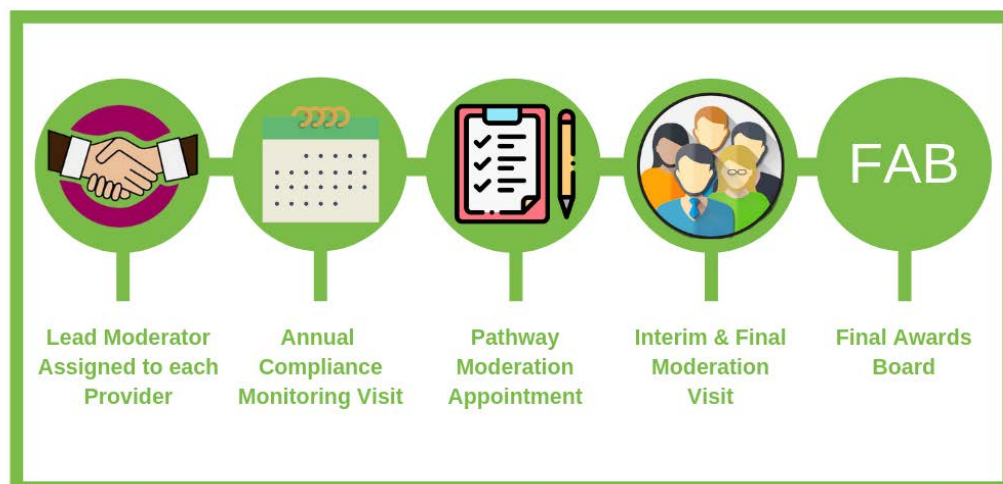 FAB
Lead Moderator
Assigned to each
Provider
Annual
Compliance
Monitoring Visit
Pathway
Moderation
Appointment
Interim & Final
Moderation
Visit
Final Awards
Board